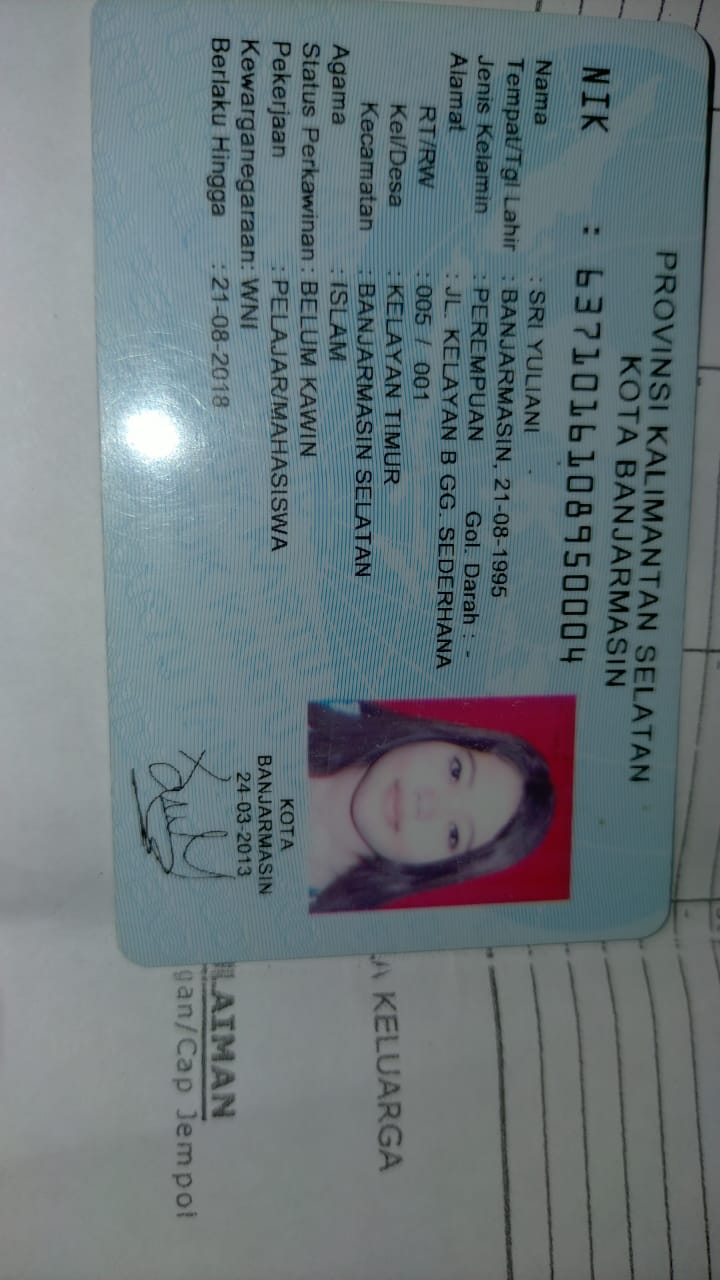 PROVINSI KALIMANTAN SELATAN
KOTA BANJARMASIN
NIK : 6371016108950004
Nama : SRI YULIANI
Tempat/Tgl Lahir : BANJARMASIN, 21-08-1995
Jenis Kelamin : PEREMPUAN Gol. Darah : -
Alamat : JL. KELAYAN B GG. SEDERHANA
RT/RW : 005 / 001
Kel/Desa : KELAYAN TIMUR
Kecamatan : BANJARMASIN SELATAN
Agama : ISLAM
Status Perkawinan : BELUM KAWIN
Pekerjaan : PELAJAR/MAHASISWA
Kewarganegaraan: WNI
Berlaku Hingga : 21-08-2018
KOTA
BANJARMASIN
24-03-2013
KELUARGA
LAIMAN
gan/Cap Jempol